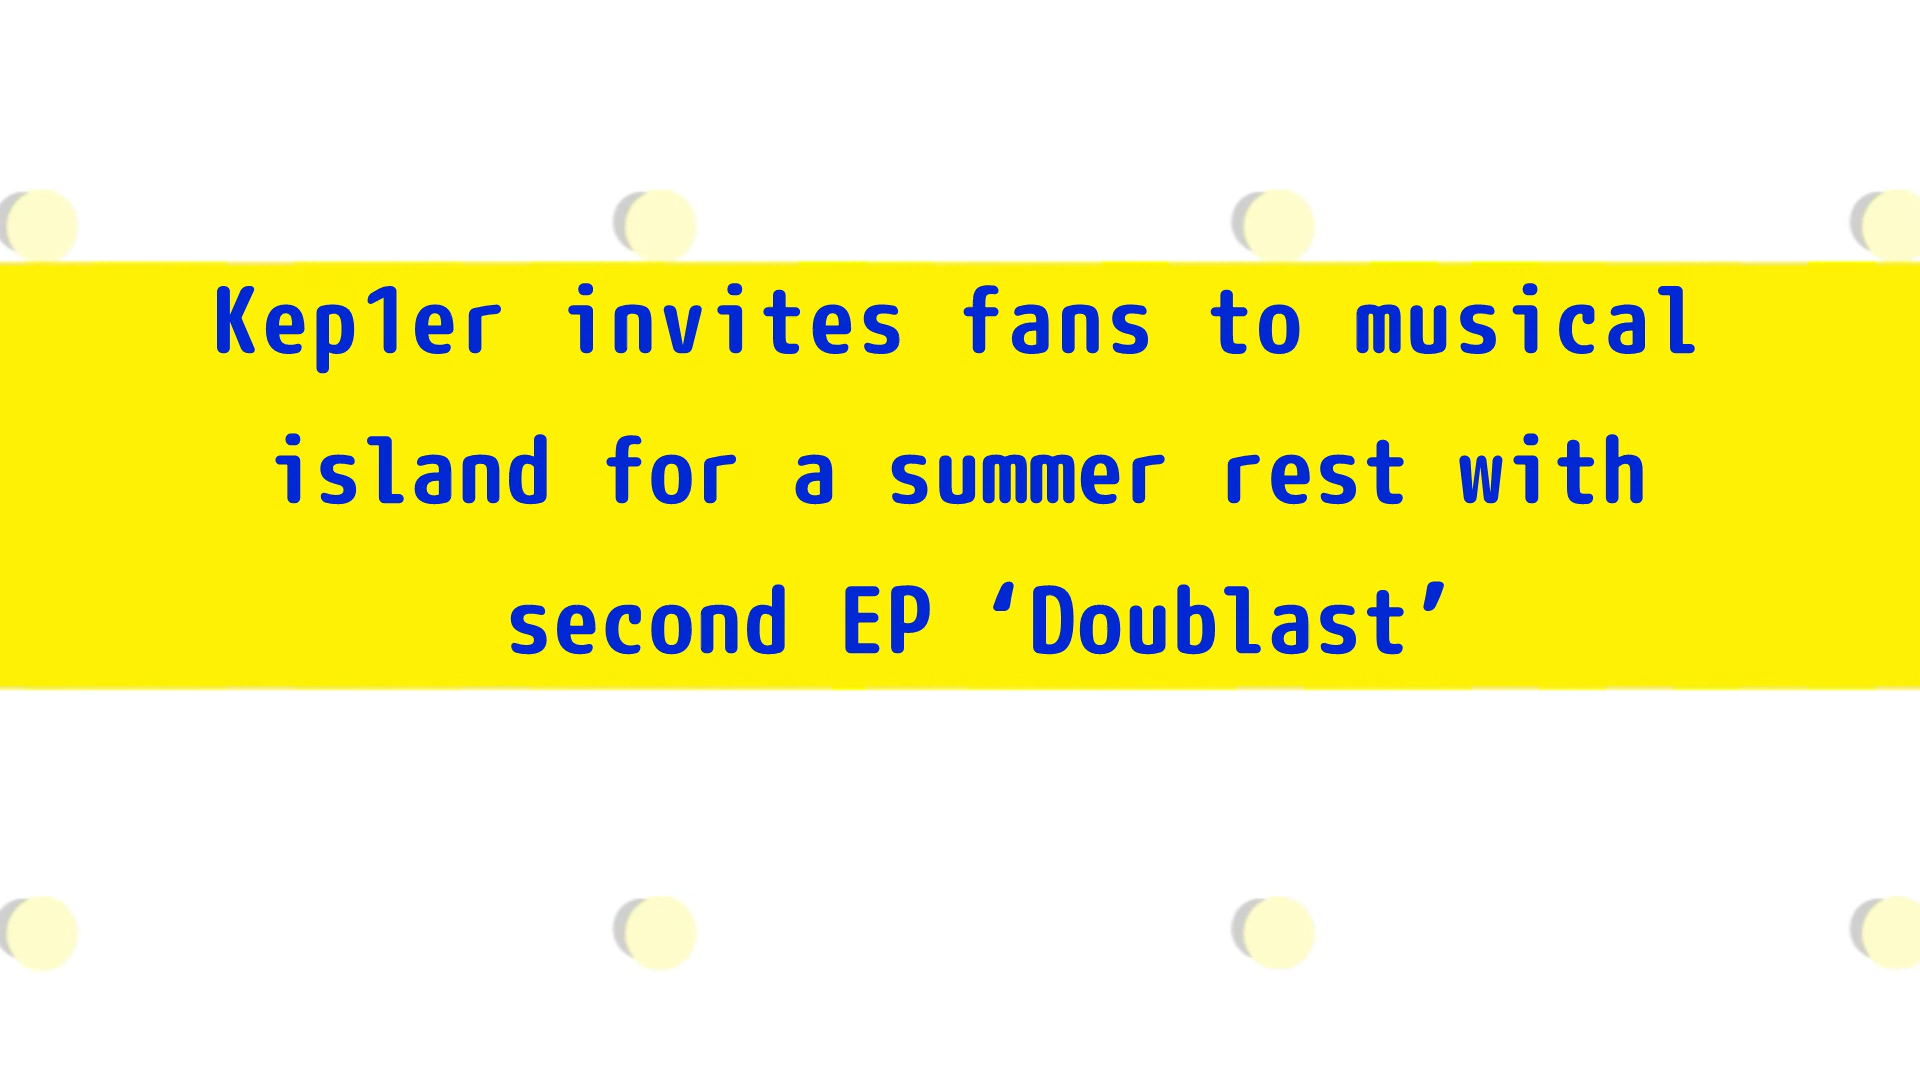 Kep1er invites fans to musical
island for a summer rest with
second EP ‘Doublast’